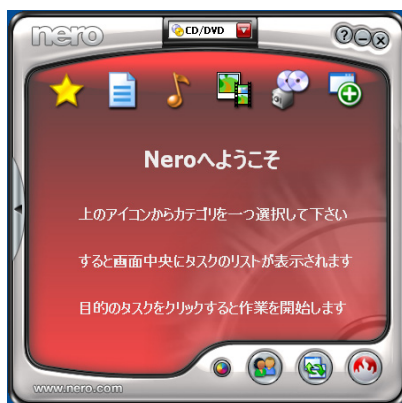 nero
CD/DVD
?
Neroへようこそ
上のアイコンからカテゴリを一つ選択して下さい
すると画面中央にタスクのリストが表示されます
目的のタスクをクリックすると作業を開始します
www.nero.com